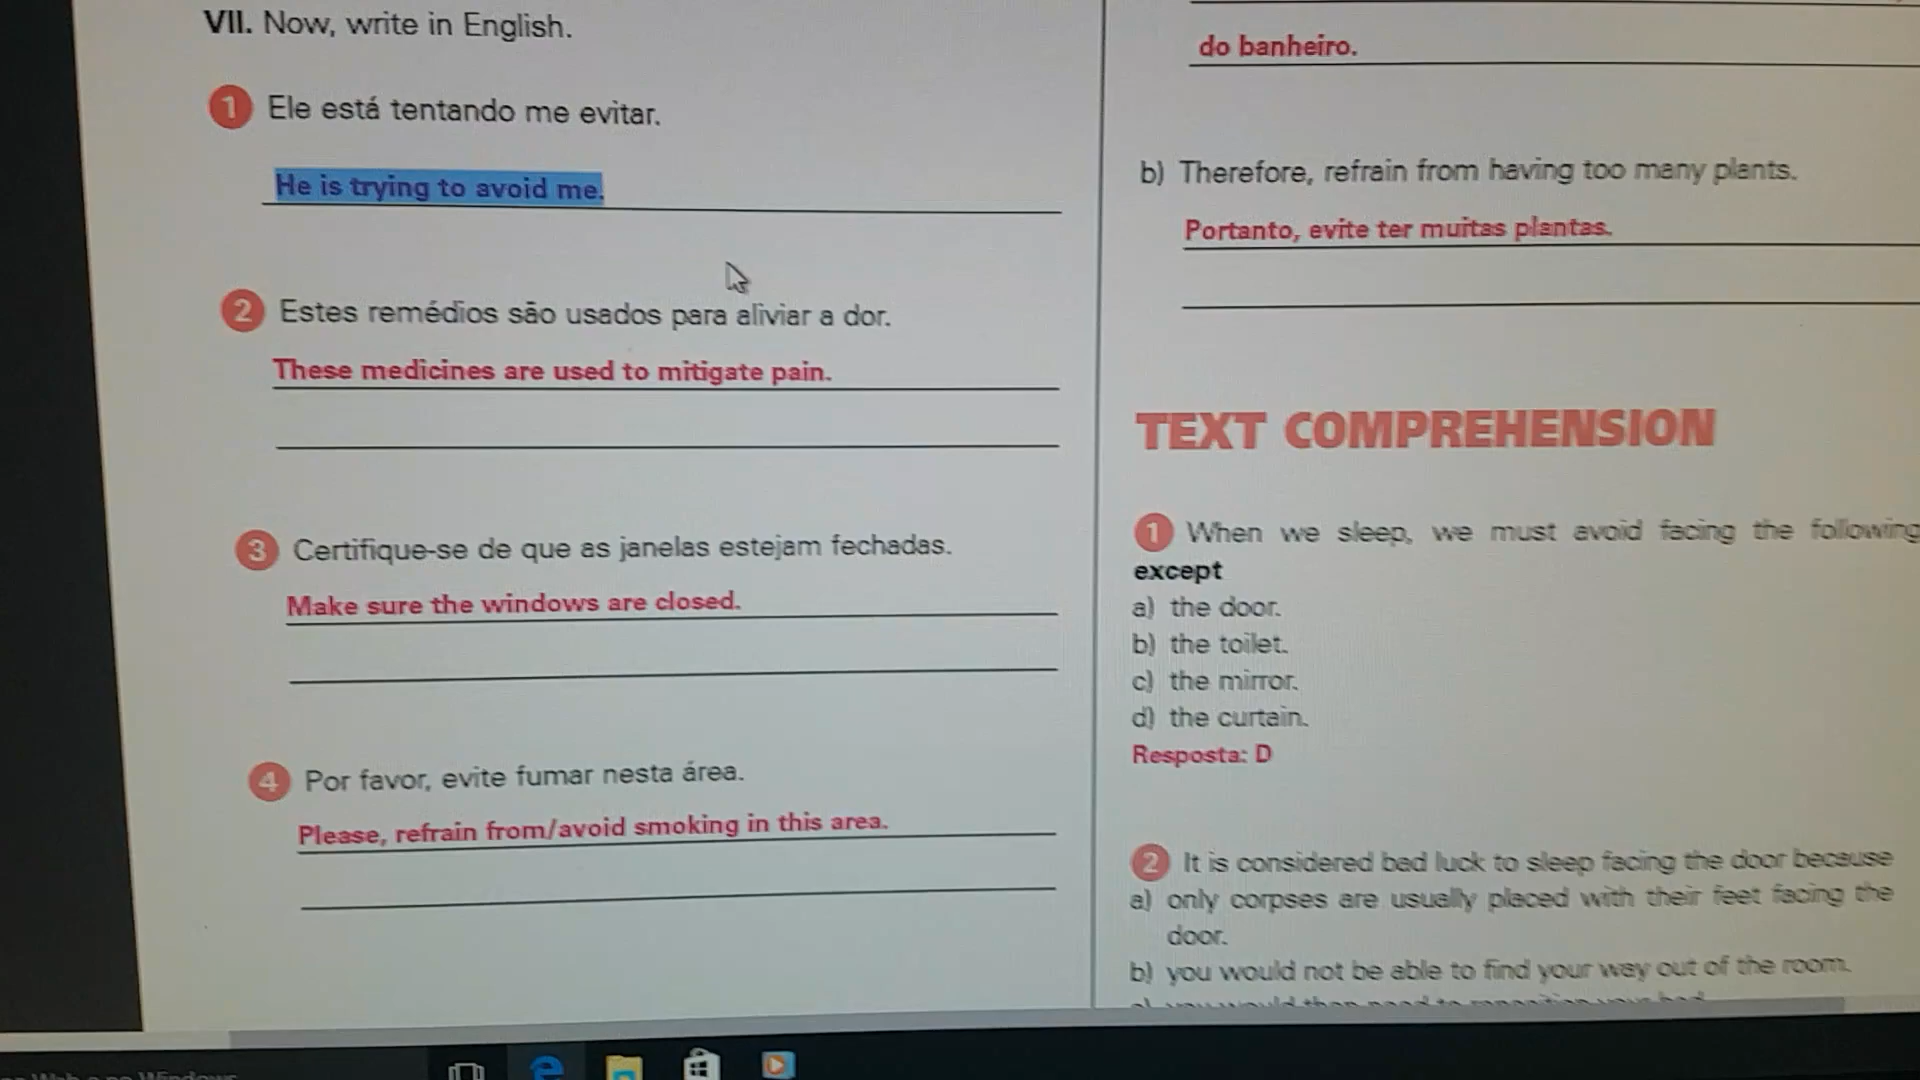 VII. Now, write in English.
1 Ele está tentando me evitar.
He is trying to avoid me.
2 Estes remédios são usados para aliviar a dor.
These medicines are used to mitigate pain.
3 Certifique-se de que as janelas estejam fechadas.
Make sure the windows are closed.
4 Por favor, evite fumar nesta área.
Please, refrain from/avoid smoking in this area.
do banheiro.
b) Therefore, refrain from having too many plants.
Portanto, evite ter muitas plantas.
TEXT COMPREHENSION
1 When we sleep, we must avoid facing the following
except
a) the door.
b) the toilet.
c) the mirror.
d) the curtain.
Resposta: D
2 It is considered bad luck to sleep facing the door because
a) only corpses are usually placed with their feet facing the
door.
b) you would not be able to find your way out of the room.